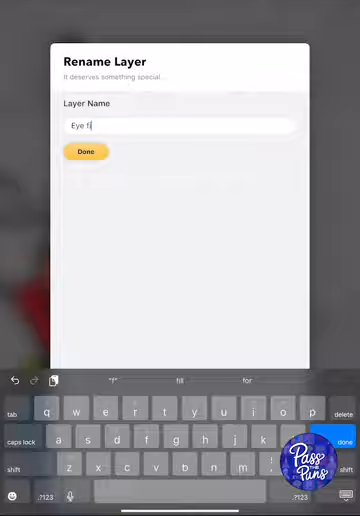 Rename Layer
It deserves something special...
Layer Name
Eye fi
Done
"f" fill for
tab q w e r t y u i o p delete
caps lock a s d f g h j k done
shift z x c v b n m ! shift
.?123 .?123
Pass
THE
Puns